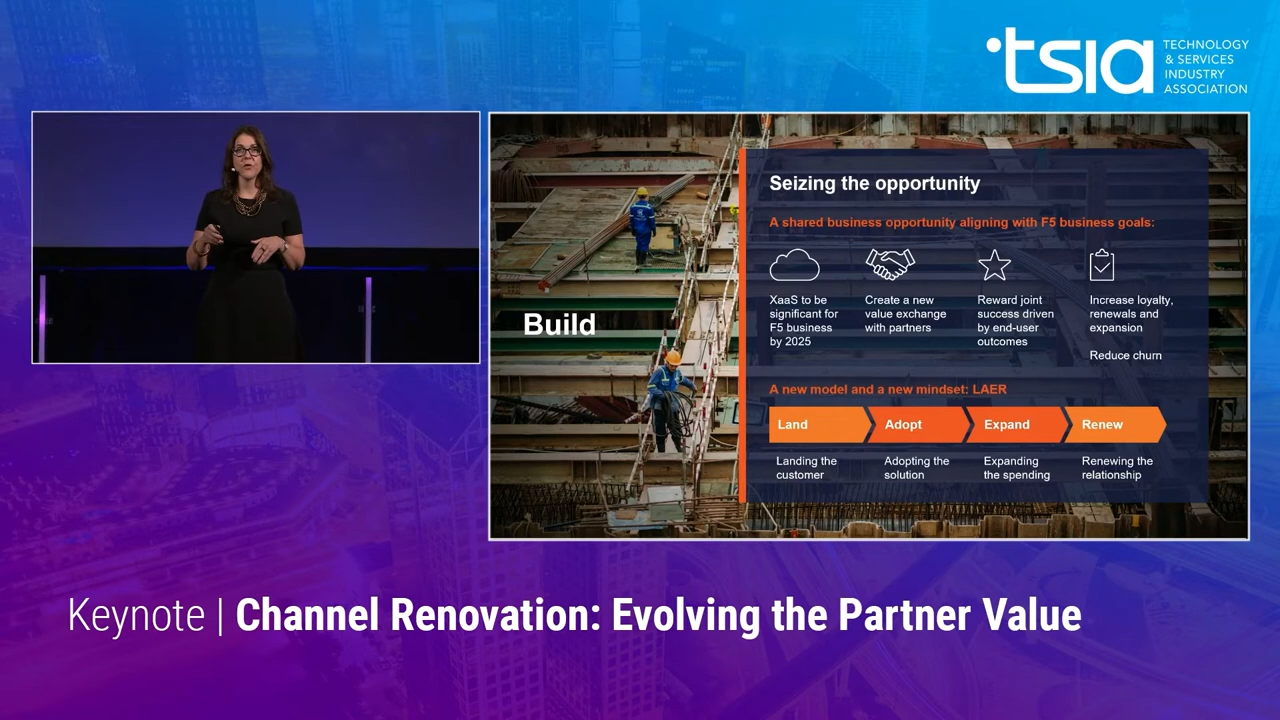 tsia
TECHNOLOGY
& SERVICES
INDUSTRY
ASSOCIATION
Build
Seizing the opportunity
A shared business opportunity aligning with F5 business goals:
XaaS to be
significant for
F5 business
by 2025
Create a new
value exchange
with partners
Reward joint
success driven
by end-user
outcomes
Increase loyalty,
renewals and
expansion
Reduce churn
A new model and a new mindset: LAER
Land
Adopt
Expand
Renew
Landing the
customer
Adopting the
solution
Expanding
the spending
Renewing the
relationship
Keynote | Channel Renovation: Evolving the Partner Value